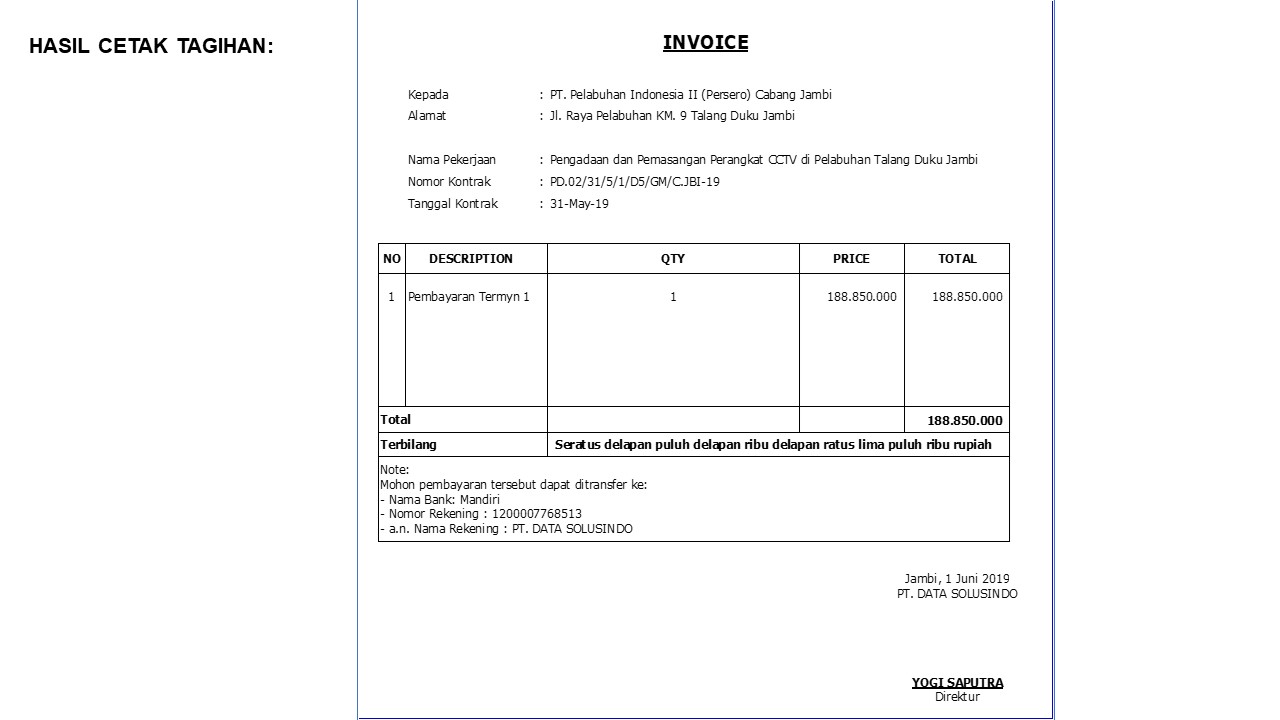 HASIL CETAK TAGIHAN:
INVOICE
Kepada : PT. Pelabuhan Indonesia II (Persero) Cabang Jambi
Alamat : Jl. Raya Pelabuhan KM. 9 Talang Duku Jambi
Nama Pekerjaan : Pengadaan dan Pemasangan Perangkat CCTV di Pelabuhan Talang Duku Jambi
Nomor Kontrak : PD.02/31/5/1/D5/GM/C.JBI-19
Tanggal Kontrak : 31-May-19
NO DESCRIPTION QTY PRICE TOTAL
1 Pembayaran Termyn 1 1 188.850.000 188.850.000
Total 188.850.000
Terbilang Seratus delapan puluh delapan ribu delapan ratus lima puluh ribu rupiah
Note:
Mohon pembayaran tersebut dapat ditransfer ke:
- Nama Bank: Mandiri
- Nomor Rekening : 1200007768513
- a.n. Nama Rekening : PT. DATA SOLUSINDO
Jambi, 1 Juni 2019
PT. DATA SOLUSINDO
YOGI SAPUTRA
Direktur